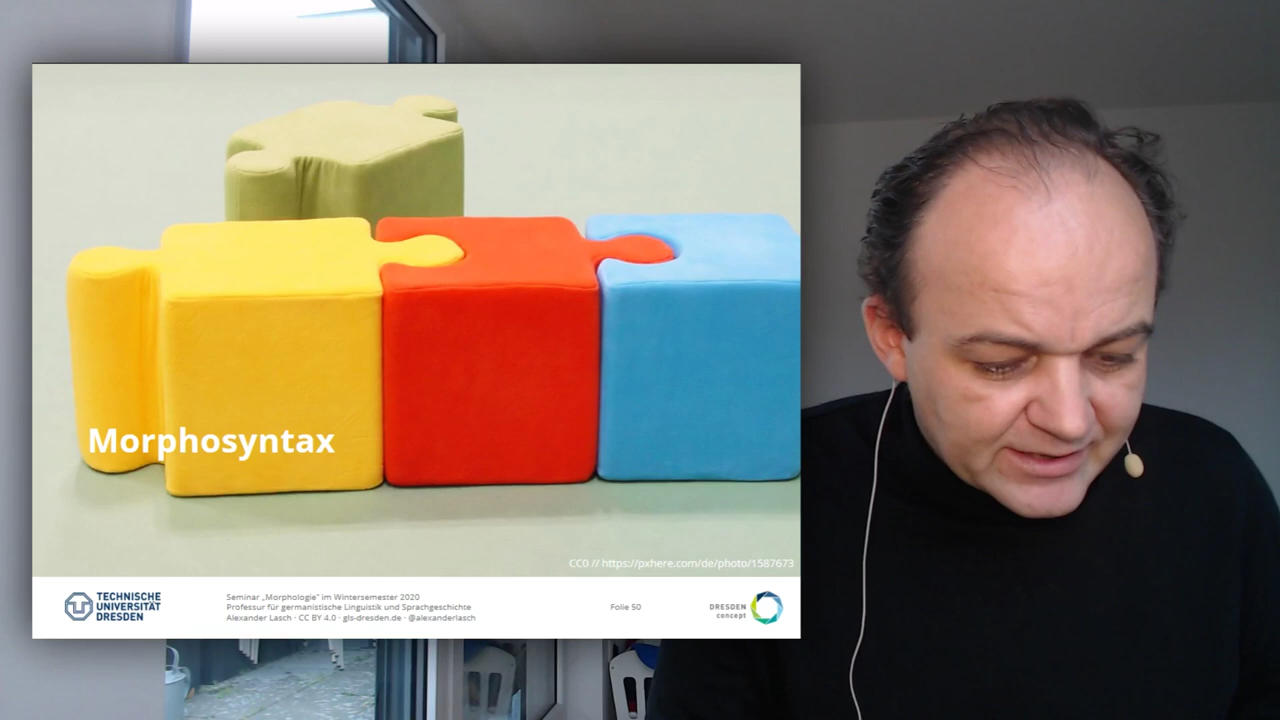 Morphosyntax
CC0 // https://pxhere.com/de/photo/1587673
TECHNISCHE
UNIVERSITÄT
DRESDEN
Seminar „Morphologie" im Wintersemester 2020
Professur für germanistische Linguistik und Sprachgeschichte
Alexander Lasch · CC BY 4.0 · gls-dresden.de · @alexanderlasch
Folie 50
DRESDEN
concept